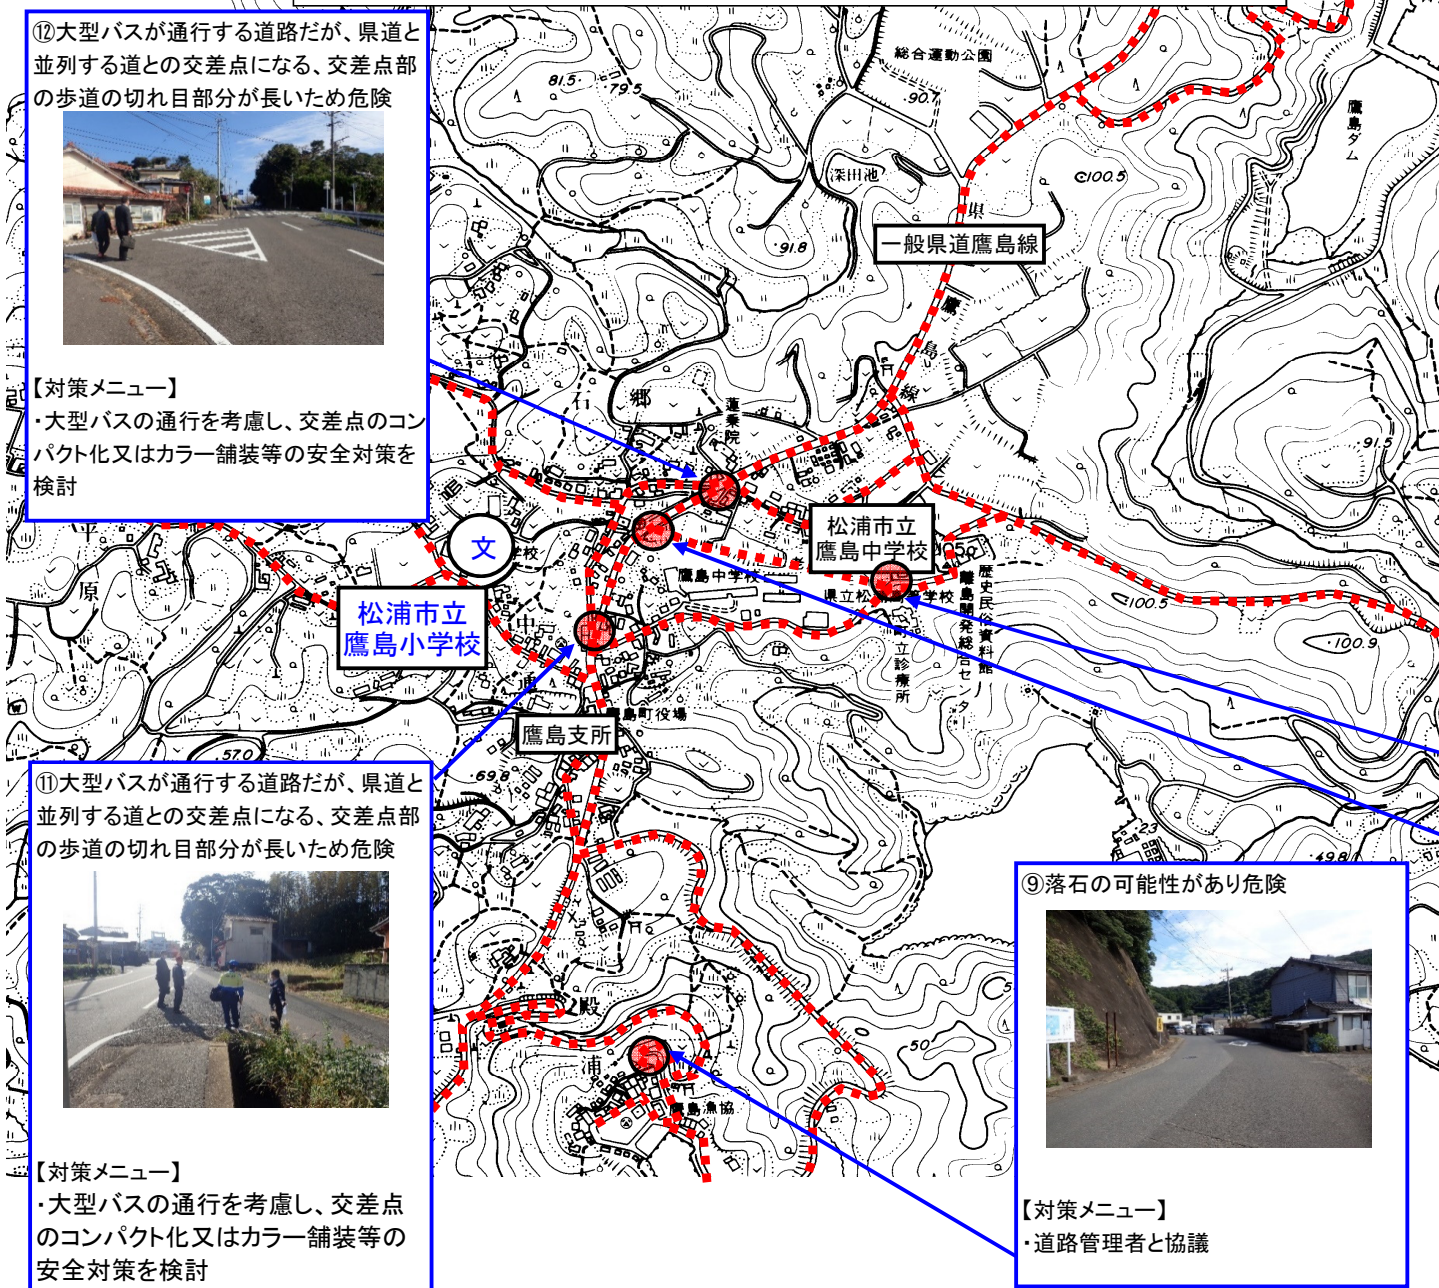 ⑫大型バスが通行する道路だが、県道と
並列する道との交差点になる、交差点部
の歩道の切れ目部分が長いため危険
【対策メニュー】
・大型バスの通行を考慮し、交差点のコン
パクト化又はカラー舗装等の安全対策を
検討
総合運動公園
81.5
79.5
90.7
鷹島ダム
深田池
100.5
県
91.8
一般県道鷹島線
鷹
島
線
石
郷
蓮乗院
91.5
平
原
文
学校
松浦市立
鷹島小学校
松浦市立
鷹島中学校
鷹島中学校
県立松
等学校
歴史民俗資料館
離島開発総合センター
町立診療所
100.5
100.9
中
通
鷹島支所
島町役場
57.0
69.8
⑪大型バスが通行する道路だが、県道と
並列する道との交差点になる、交差点部
の歩道の切れ目部分が長いため危険
【対策メニュー】
・大型バスの通行を考慮し、交差点
のコンパクト化又はカラー舗装等の
安全対策を検討
殿
浦
鷹島漁協
50
23
49.8
⑨落石の可能性があり危険
【対策メニュー】
・道路管理者と協議